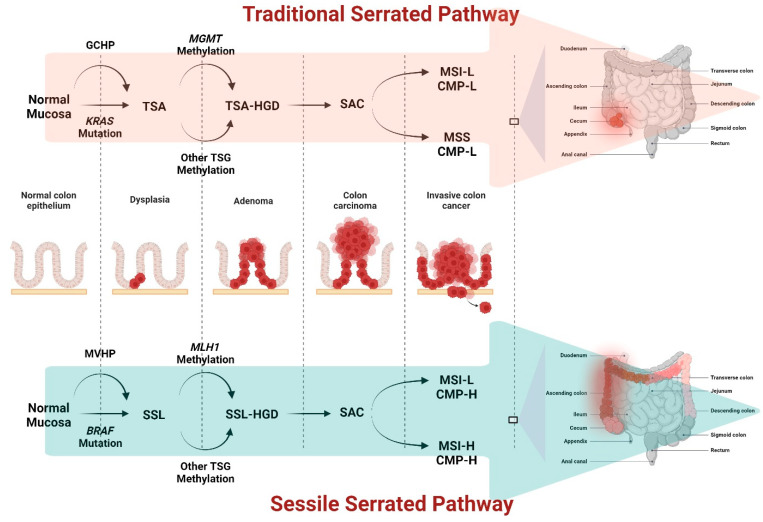 Traditional Serrated Pathway
GCHP
MGMT
Methylation
Normal
Mucosa
KRAS
Mutation
TSA
TSA-HGD
SAC
MSI-L
CMP-L
MSS
CMP-L
Other TSG
Methylation
Duodenum
Transverse colon
Ascending colon
Jejunum
Descending colon
Ileum
Cecum
Appendix
Sigmoid colon
Rectum
Anal canal
Normal colon
epithelium
Dysplasia
Adenoma
Colon
carcinoma
Invasive colon
cancer
MVHP
MLH1
Methylation
Normal
Mucosa
BRAF
Mutation
SSL
SSL-HGD
SAC
MSI-L
CMP-H
MSI-H
CMP-H
Other TSG
Methylation
Duodenum
Transverse colon
Ascending colon
Jejunum
Descending colon
Ileum
Cecum
Appendix
Sigmoid colon
Rectum
Anal canal
Sessile Serrated Pathway